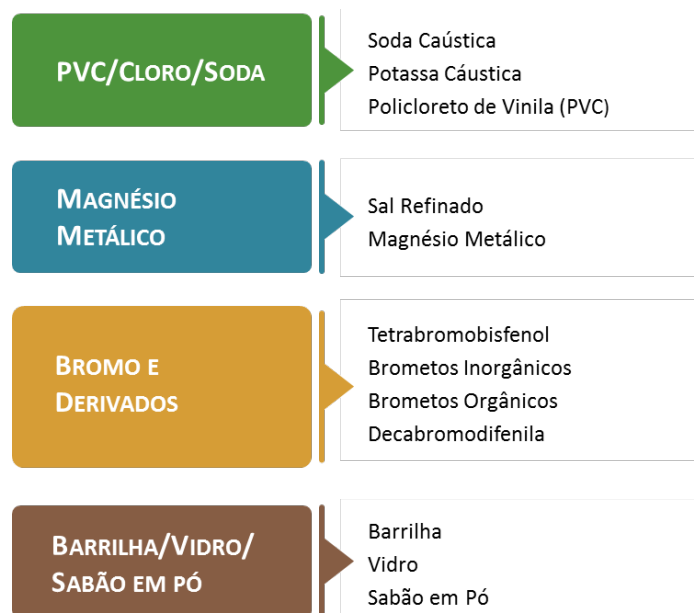 PVC/CLORO/SODA
Soda Caústica
Potassa Cáustica
Policloreto de Vinila (PVC)
MAGNÉSIO
METÁLICO
Sal Refinado
Magnésio Metálico
BROMO E
DERIVADOS
Tetrabromobisfenol
Brometos Inorgânicos
Brometos Orgânicos
Decabromodifenila
BARRILHA/VIDRO/
SABÃO EM PÓ
Barrilha
Vidro
Sabão em Pó